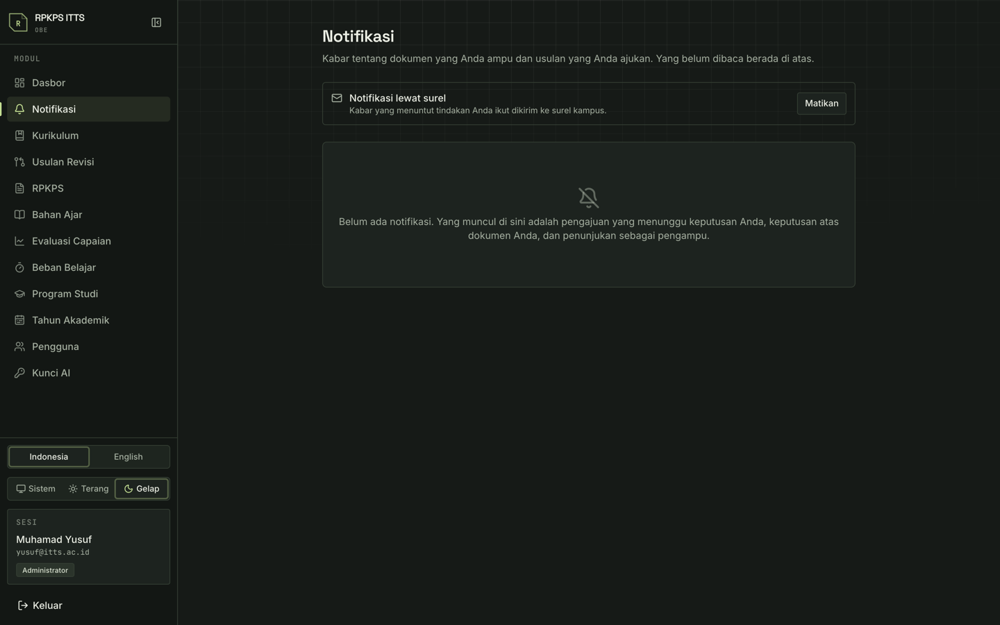 R
RPKPS ITTS
OBE
MODUL
Dasbor
Notifikasi
Kurikulum
Usulan Revisi
RPKPS
Bahan Ajar
Evaluasi Capaian
Beban Belajar
Program Studi
Tahun Akademik
Pengguna
Kunci AI
Indonesia
English
Sistem
Terang
Gelap
SESI
Muhamad Yusuf
yusuf@itts.ac.id
Administrator
Keluar
Notifikasi
Kabar tentang dokumen yang Anda ampu dan usulan yang Anda ajukan. Yang belum dibaca berada di atas.
Notifikasi lewat surel
Kabar yang menuntut tindakan Anda ikut dikirim ke surel kampus.
Matikan
Belum ada notifikasi. Yang muncul di sini adalah pengajuan yang menunggu keputusan Anda, keputusan atas
dokumen Anda, dan penunjukan sebagai pengampu.